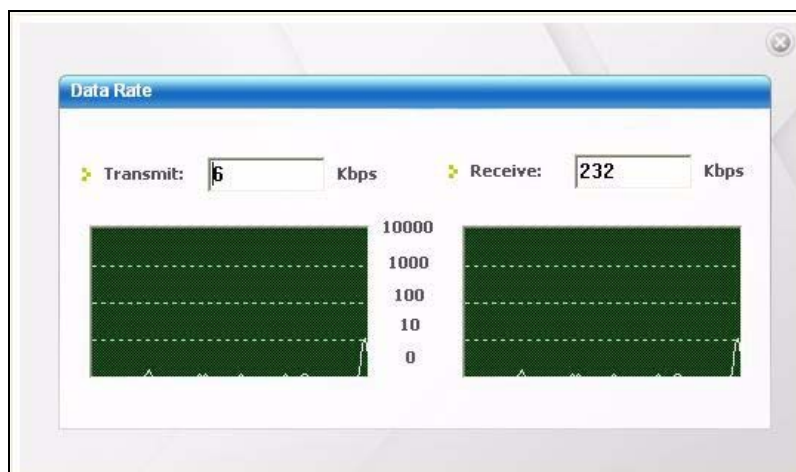 Data Rate
Transmit: 6 Kbps
Receive: 232 Kbps
10000
1000
100
10
0